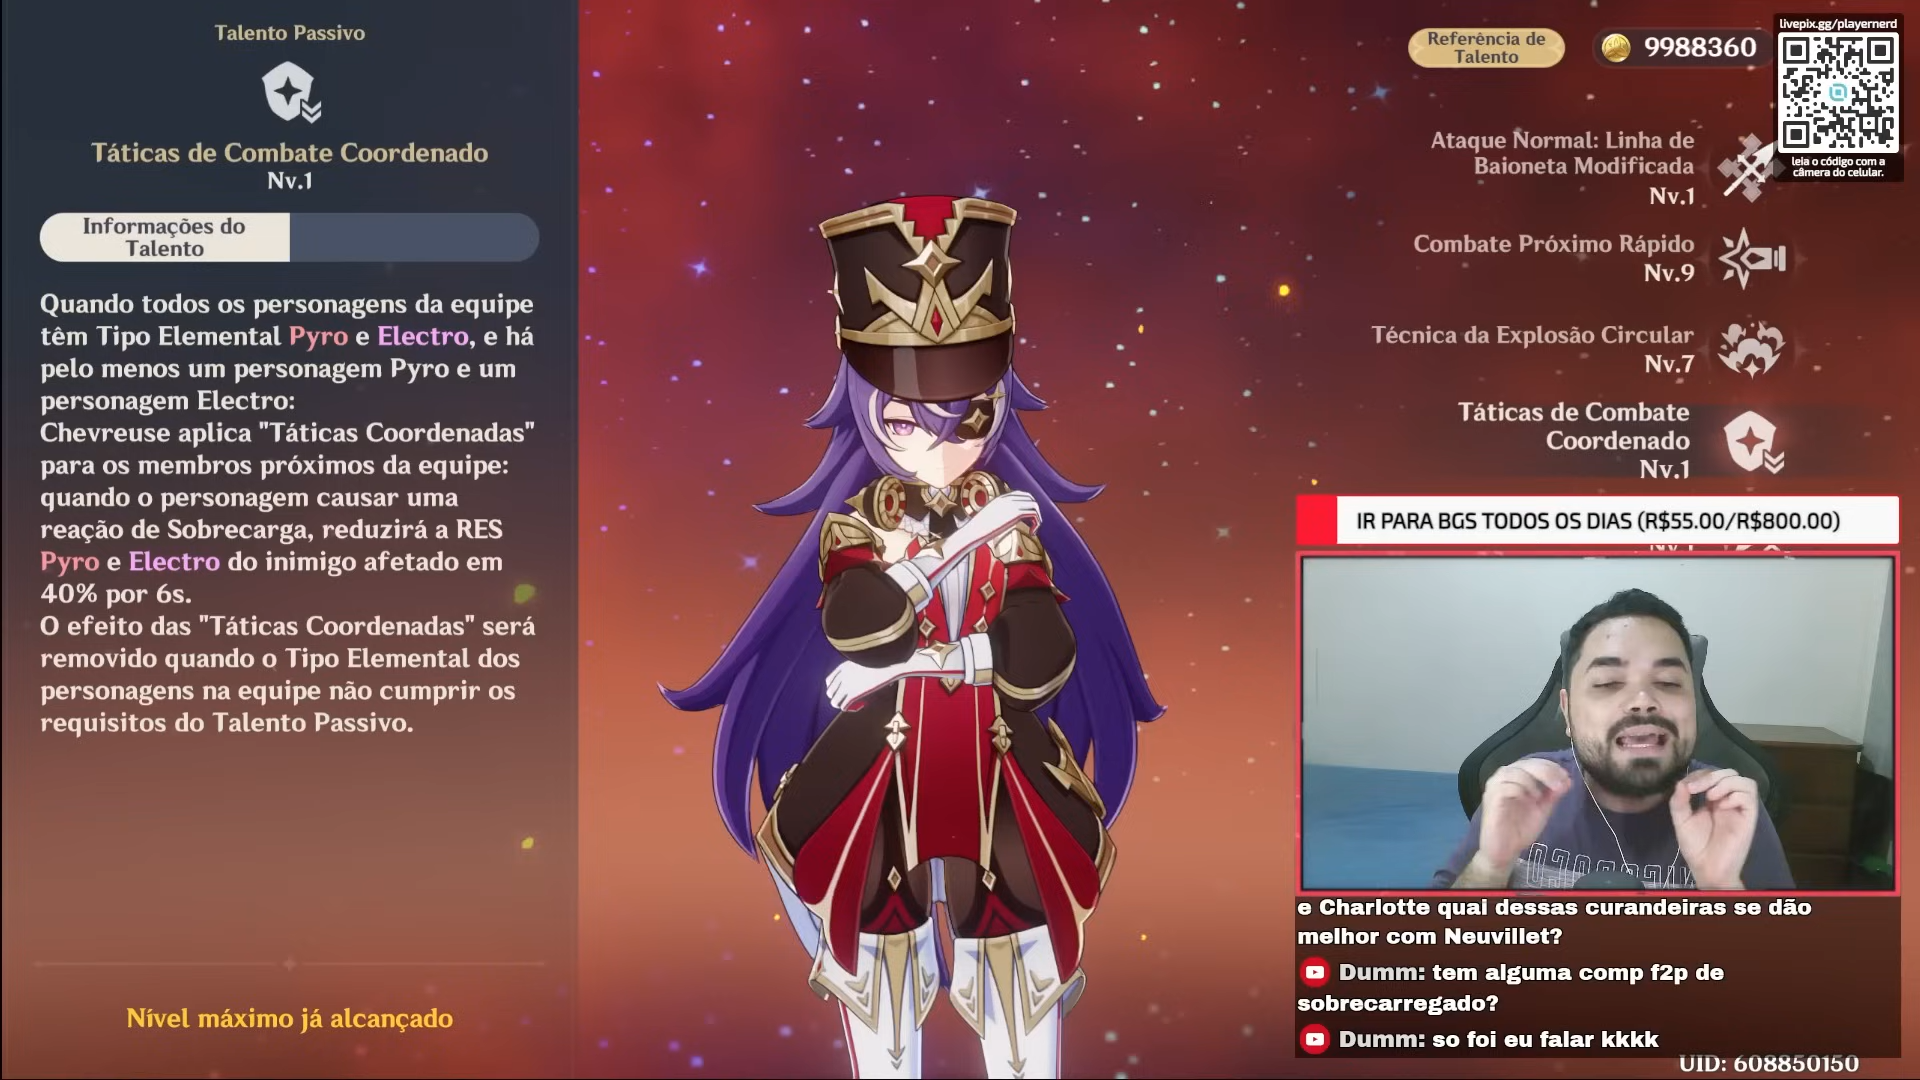 Talento Passivo
Táticas de Combate Coordenado
Nv.1
Informações do
Talento
Quando todos os personagens da equipe
têm Tipo Elemental Pyro e Electro, e há
pelo menos um personagem Pyro e um
personagem Electro:
Chevreuse aplica "Táticas Coordenadas"
para os membros próximos da equipe:
quando o personagem causar uma
reação de Sobrecarga, reduzirá a RES
Pyro e Electro do inimigo afetado em
40% por 6s.
O efeito das "Táticas Coordenadas" será
removido quando o Tipo Elemental dos
personagens na equipe não cumprir os
requisitos do Talento Passivo.
Nível máximo já alcançado
Referência de
Talento
9988360
livepix.gg/playernerd
leia o código com a
câmera do celular.
Ataque Normal: Linha de
Baioneta Modificada
Nv.1
Combate Próximo Rápido
Nv.9
Técnica da Explosão Circular
Nv.7
Táticas de Combate
Coordenado
Nv.1
IR PARA BGS TODOS OS DIAS (R$55.00/R$800.00)
e Charlotte qual dessas curandeiras se dão
melhor com Neuvillet?
Dumm: tem alguma comp f2p de
sobrecarregado?
Dumm: so foi eu falar kkkk
UID: 608850150